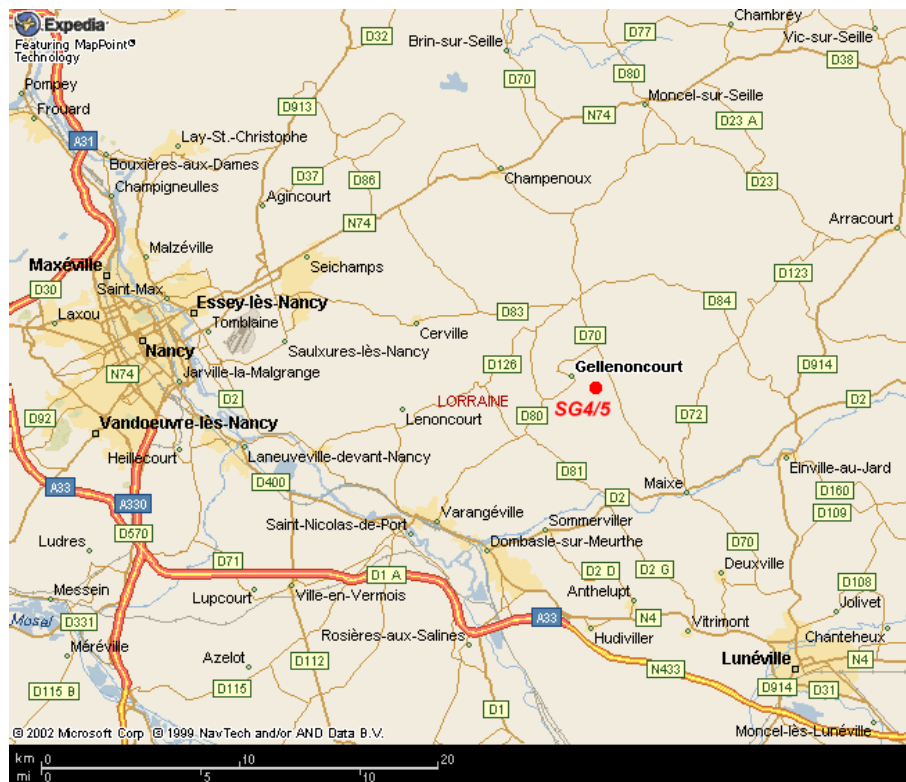 Expedia
Featuring MapPoint®
Technology
Pompey
Frouard
A31
Lay-St.-Christophe
Bouxières-aux-Dames
Champigneulles
D32
D913
D37
D86
Agincourt
N74
Brin-sur-Seille
D70
D77
D80
Chambrey
Vic-sur-Seille
D38
Moncel-sur-Seille
N74
D23 A
Champenoux
D23
Arracourt
Malzéville
Maxéville
Saint-Max
D30
Laxou
Essey-lès-Nancy
Tomblaine
Seichamps
Nancy
Saulxures-lès-Nancy
N74
Jarville-la-Malgrange
D2
D92
Vandoeuvre-lès-Nancy
Heillecourt
Laneuveville-devant-Nancy
Cerville
D83
D126
D70
D84
D123
D914
Gellenoncourt
LORRAINE
Lenoncourt
D80
SG4/5
D72
D2
D81
Maixe
D2
Einville-au-Jard
D160
D109
A33
A330
D570
D400
Ludres
D71
Saint-Nicolas-de-Port
Varangéville
Sommerviller
Dombasle-sur-Meurthe
D70
Deuxville
D2 D
D2 G
Anthelupt
D108
Jolivet
Messein
Lupcourt
Ville-en-Vermois
D1 A
A33
N4
Hudiviller
Vitrimont
Chanteheux
Mosel
D331
Méréville
Rosières-aux-Salines
Azelot
D112
D115 B
D115
D1
N433
Lunéville
N4
D914
D31
Moncel-lès-Lunéville
© 2002 Microsoft Corp © 1999 NavTech and/or AND Data B.V.
km 0 10 20
mi 0 5 10